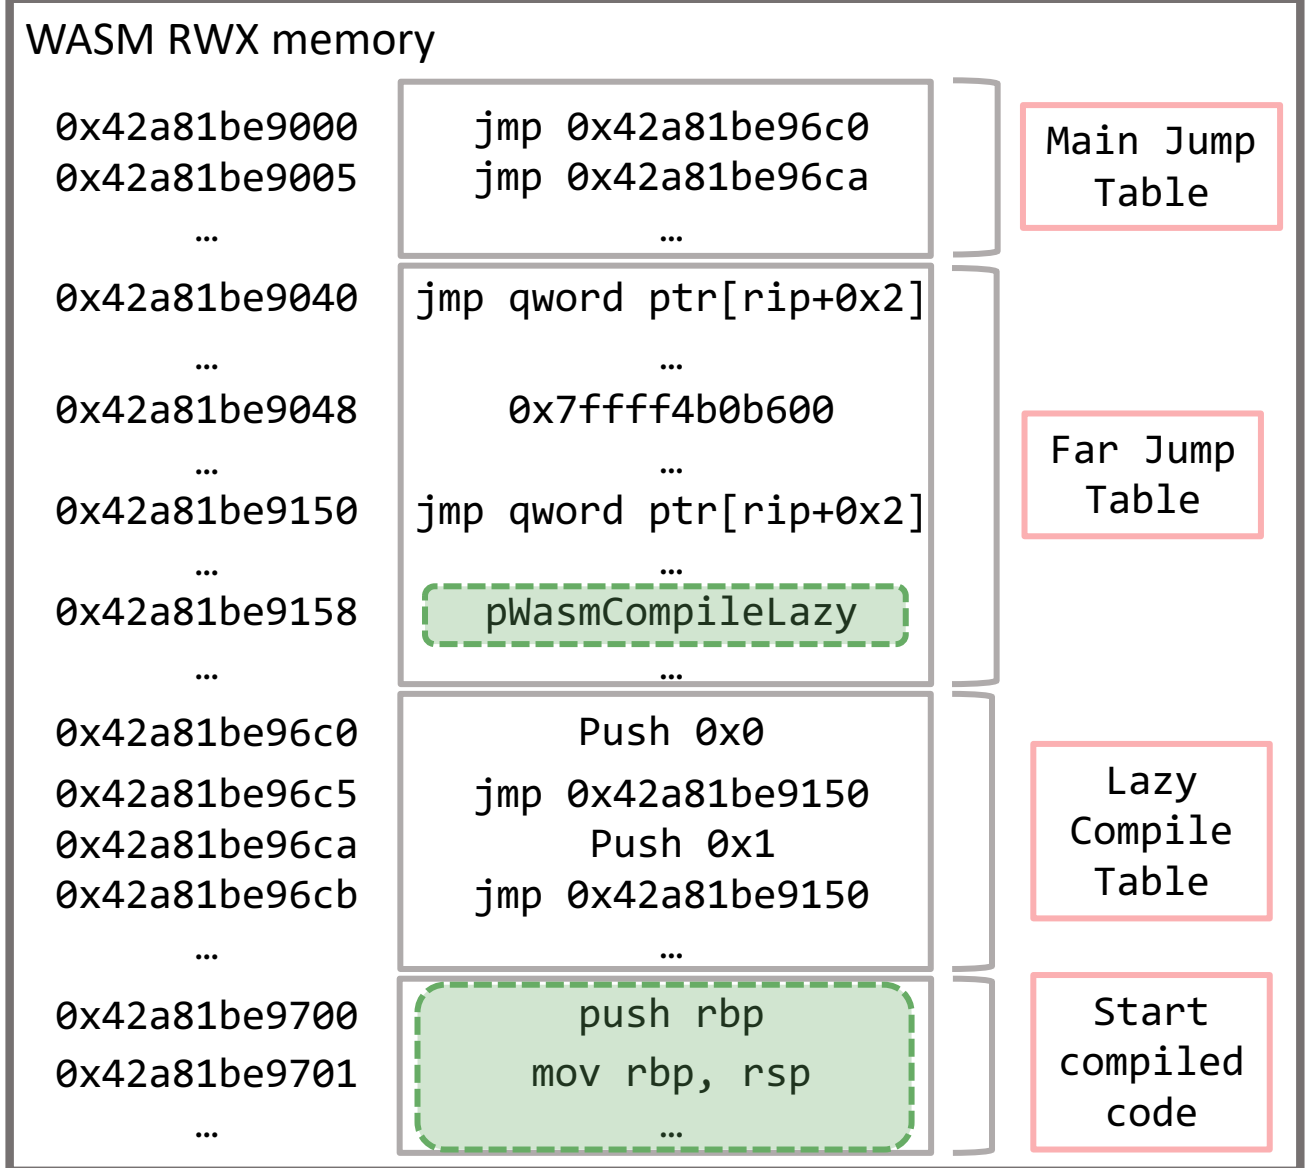 WASM RWX memory
0x42a81be9000 jmp 0x42a81be96c0
0x42a81be9005 jmp 0x42a81be96ca
… …
Main Jump
Table
0x42a81be9040 jmp qword ptr[rip+0x2]
… …
0x42a81be9048 0x7ffff4b0b600
… …
0x42a81be9150 jmp qword ptr[rip+0x2]
… …
0x42a81be9158 pWasmCompileLazy
… …
Far Jump
Table
0x42a81be96c0 Push 0x0
0x42a81be96c5 jmp 0x42a81be9150
0x42a81be96ca Push 0x1
0x42a81be96cb jmp 0x42a81be9150
… …
Lazy
Compile
Table
0x42a81be9700 push rbp
0x42a81be9701 mov rbp, rsp
… …
Start
compiled
code